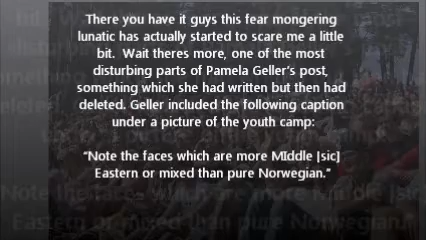 There you have it guys this fear mongering
lunatic has actually started to scare me a little
bit.  Wait theres more, one of the most
disturbing parts of Pamela Geller's post,
something which she had written but then had
deleted. Geller included the following caption
under a picture of the youth camp:
"Note the faces which are more MIddle [sic]
Eastern or mixed than pure Norwegian."